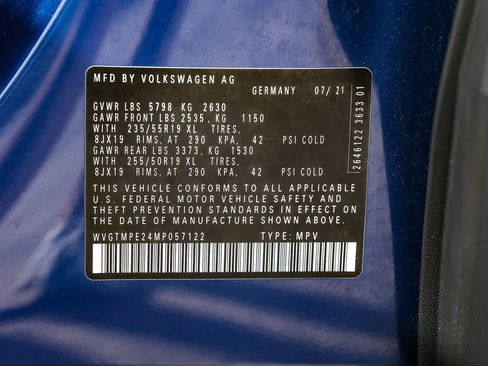 MFD BY VOLKSWAGEN AG
GERMANY 07/ 21
GVWR LBS 5798 KG 2630
GAWR FRONT LBS 2535, KG 1150
WITH 235/55R19 XL TIRES,
8JX19 RIMS, AT 290 KPA, 42 PSI COLD
GAWR REAR LBS 3373, KG 1530
WITH 255/50R19 XL TIRES,
8JX19 RIMS, AT 290 KPA, 42 PSI COLD
THIS VEHICLE CONFORMS TO ALL APPLICABLE
U.S. FEDERAL MOTOR VEHICLE SAFETY AND
THEFT PREVENTION STANDARDS IN EFFECT ON
THE DATE OF MANUFACTURE SHOWN ABOVE.
WVGTMPE24MP057122 TYPE: MPV
2646122 3633 01